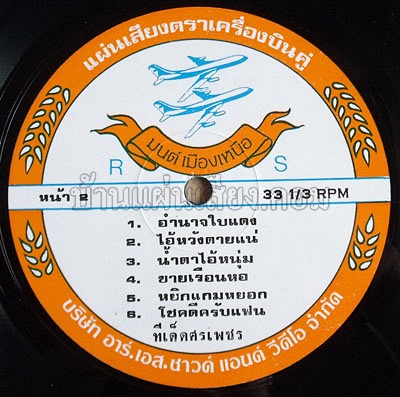 แผ่นเสียงตราเครื่องบินคู่
มนต์เมืองเหนือ
R S
บ้านแผ่นเสียง.คอม
หน้า 2 33 1/3 RPM
1. อำนาจใบแดง
2. ไอ้หวังตายแน่
3. น้ำตาไอ้หนุ่ม
4. ขายเรือนหอ
5. หยิกแกมหยอก
6. โชคดีครับแฟน
ทีเด็ดศรเพชร
บริษัท อาร์.เอส.ซาวด์ แอนด์ วีดีโอ จำกัด